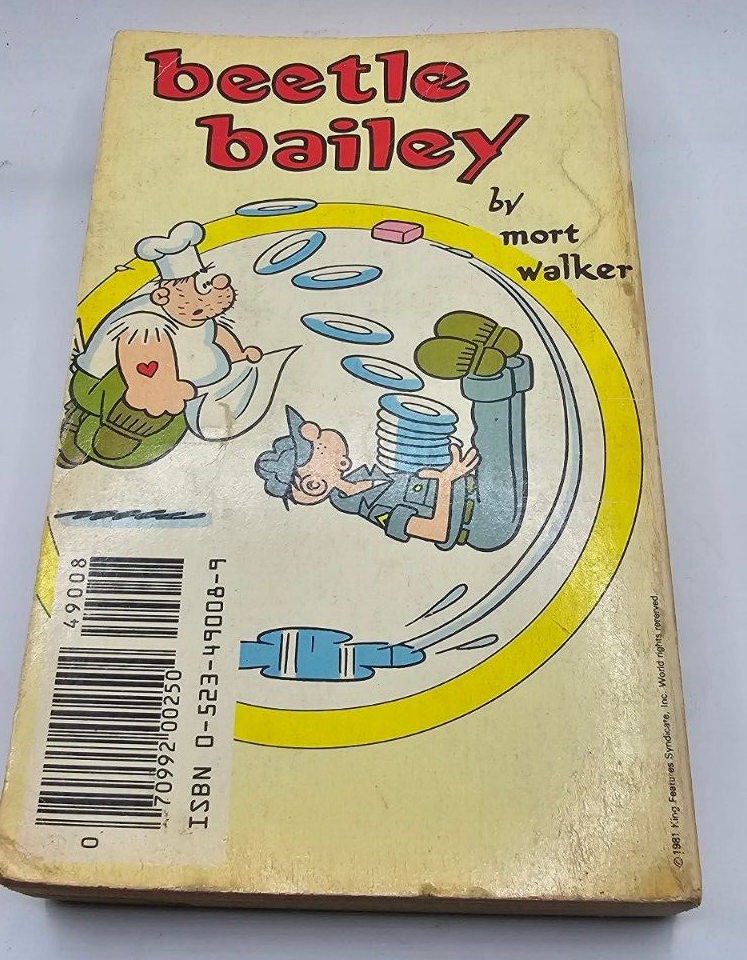 beetle
bailey
by
mort
walker
49008
0
70992 00250
ISBN 0-523-49008-9
© 1981 King Features Syndicate, Inc. World rights rererved.